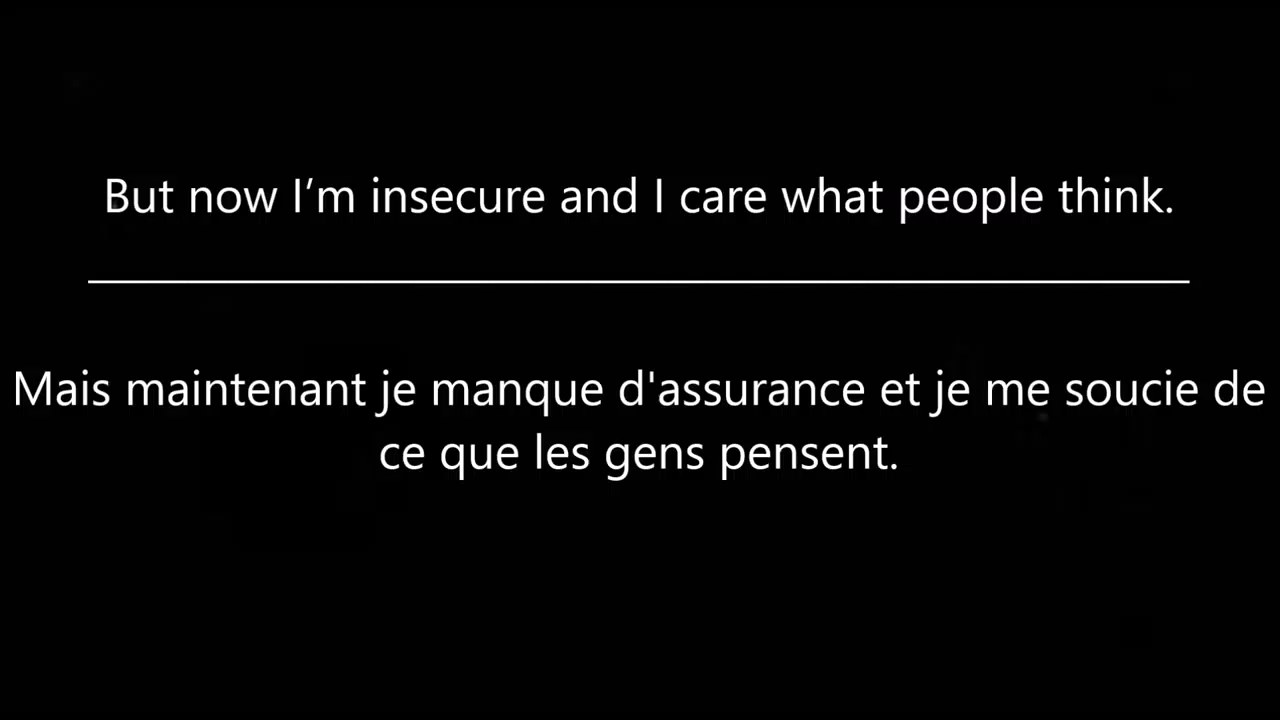 But now I’m insecure and I care what people think.
Mais maintenant je manque d'assurance et je me soucie de
ce que les gens pensent.